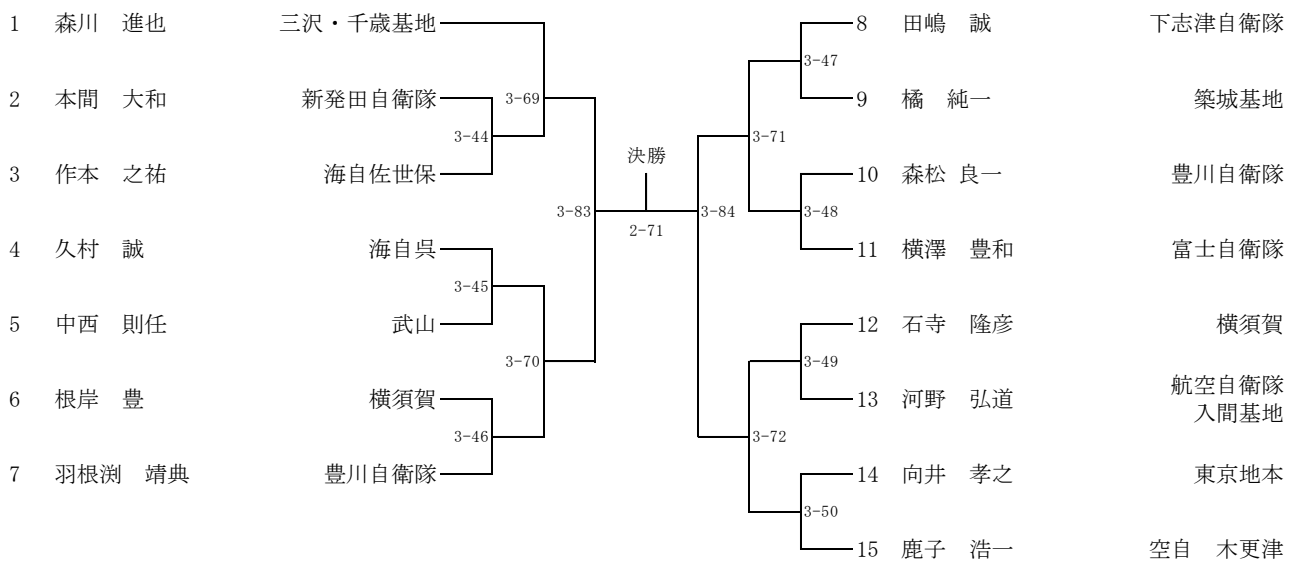 1 森川 進也 三沢・千歳基地
8 田嶋 誠 下志津自衛隊
3-47
2 本間 大和 新発田自衛隊
3-69
9 橘 純一 築城基地
3-44
3-71
決勝
3 作本 之祐 海自佐世保
10 森松 良一 豊川自衛隊
3-83
3-84
3-48
2-71
4 久村 誠 海自呉
11 横澤 豊和 富士自衛隊
3-45
5 中西 則任 武山
12 石寺 隆彦 横須賀
3-70
3-49
6 根岸 豊 横須賀
13 河野 弘道 航空自衛隊
入間基地
3-46
3-72
7 羽根渕 靖典 豊川自衛隊
14 向井 孝之 東京地本
3-50
15 鹿子 浩一 空自 木更津